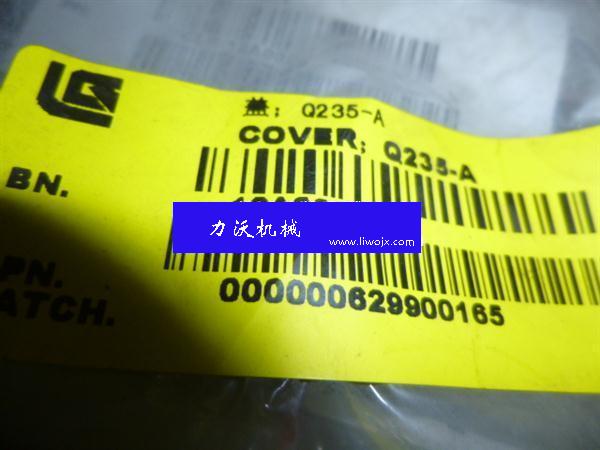 盖; Q235-A
COVER; Q235-A
BN.
力沃机械
www.liwojx.com
PN.
ATCH.
000000629900165